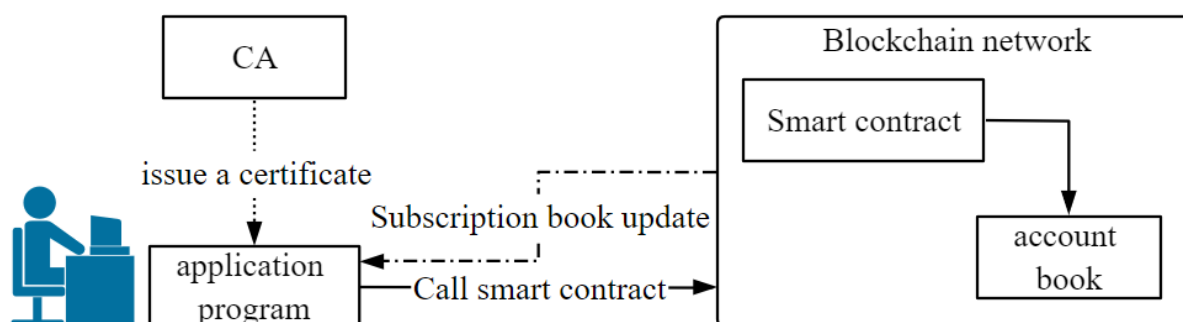 CA
Blockchain network
Smart contract
issue a certificate
Subscription book update
account
book
application
program
Call smart contract